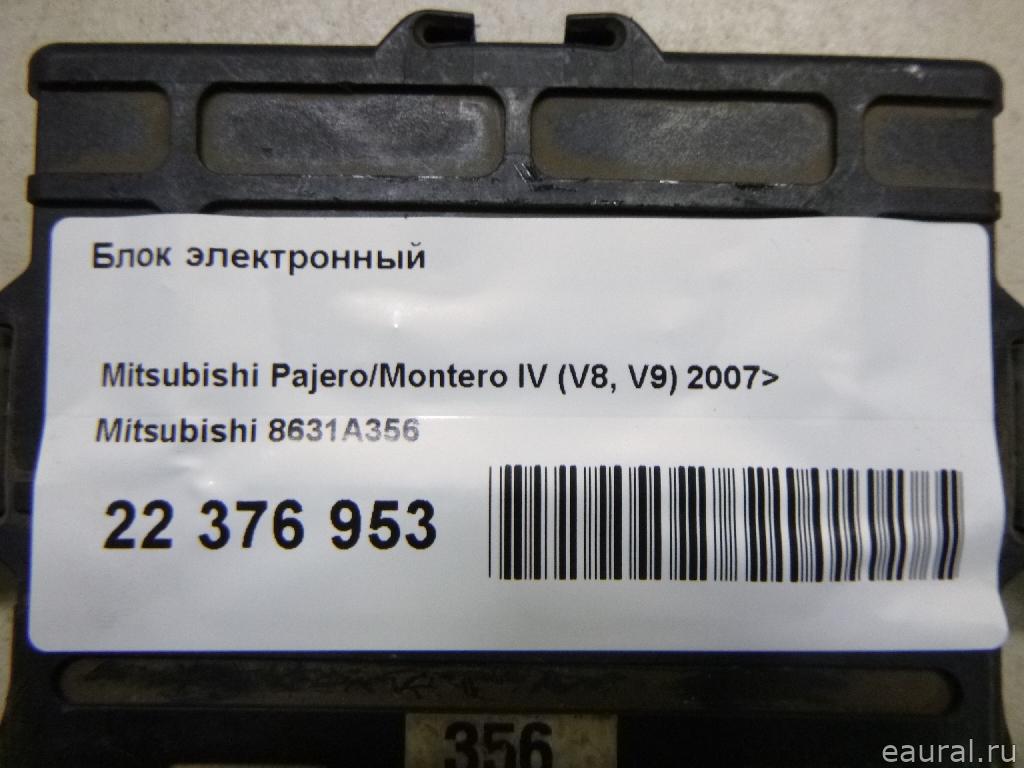 Блок электронный
Mitsubishi Pajero/Montero IV (V8, V9) 2007>
Mitsubishi 8631A356
22 376 953
356
eaural.ru